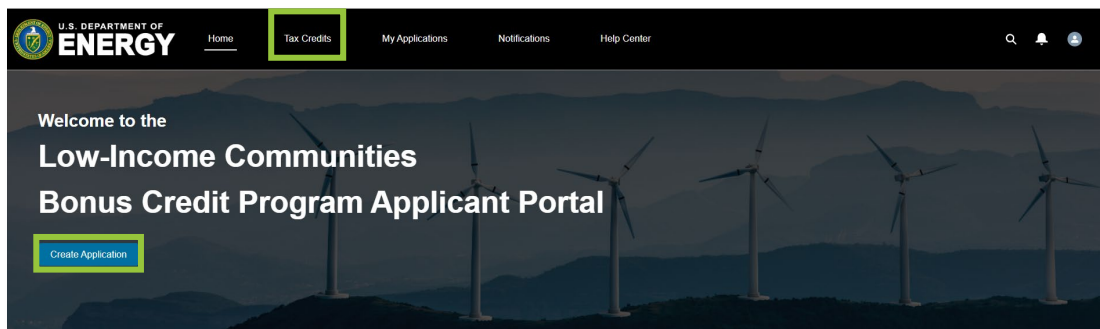 U.S. DEPARTMENT OF
ENERGY
Home
Tax Credits
My Applications
Notifications
Help Center
Welcome to the
Low-Income Communities
Bonus Credit Program Applicant Portal
Create Application